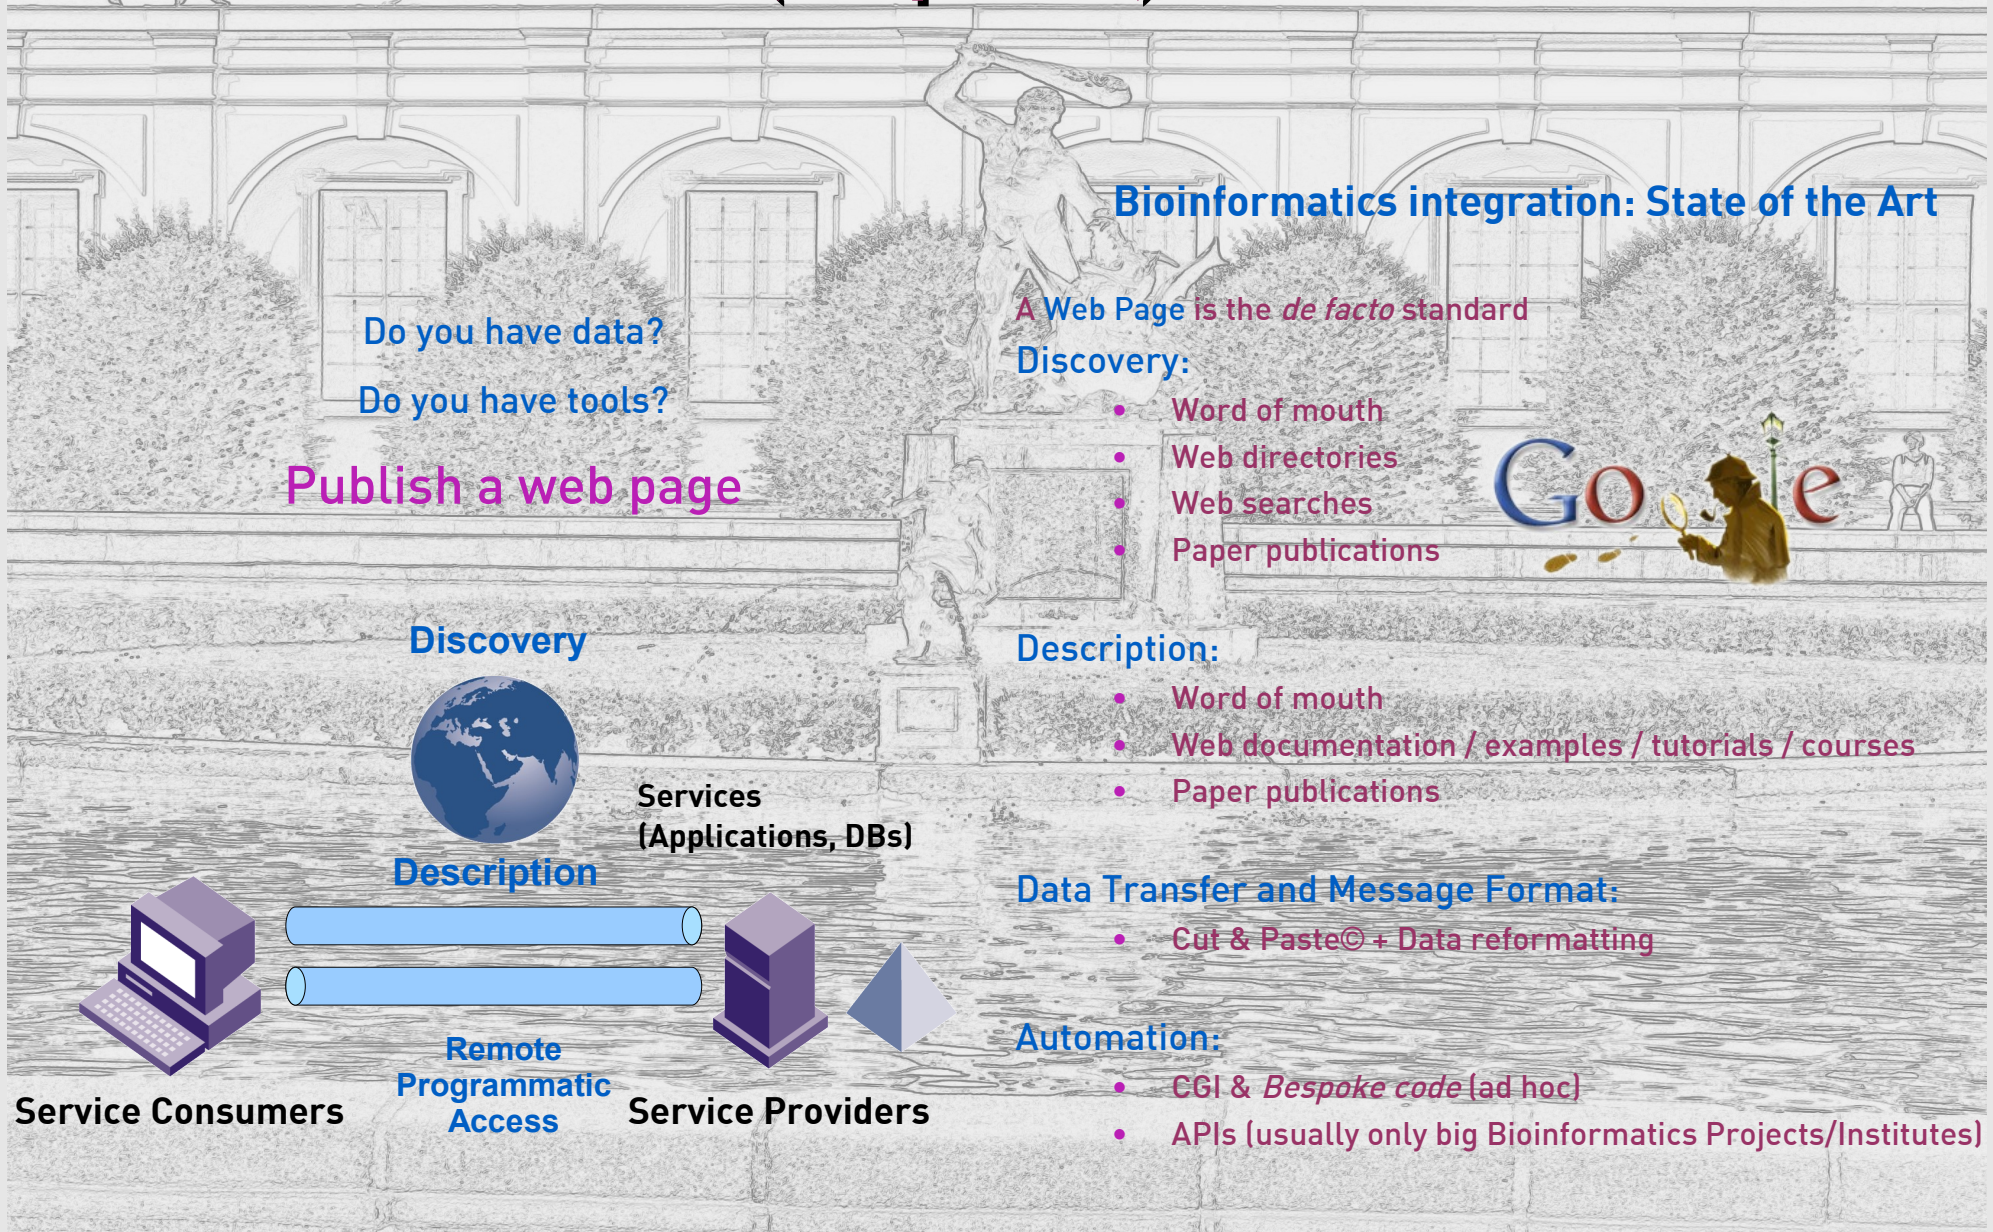 Do you have data?
Do you have tools?
Publish a web page
Discovery
Services
(Applications, DBs)
Description
Remote
Programmatic
Access
Service Consumers
Service Providers
Bioinformatics integration: State of the Art
A Web Page is the de facto standard
Discovery:
• Word of mouth
• Web directories
• Web searches
• Paper publications
Google
Description:
• Word of mouth
• Web documentation / examples / tutorials / courses
• Paper publications
Data Transfer and Message Format:
• Cut & Paste© + Data reformatting
Automation:
• CGI & Bespoke code (ad hoc)
• APIs (usually only big Bioinformatics Projects/Institutes)